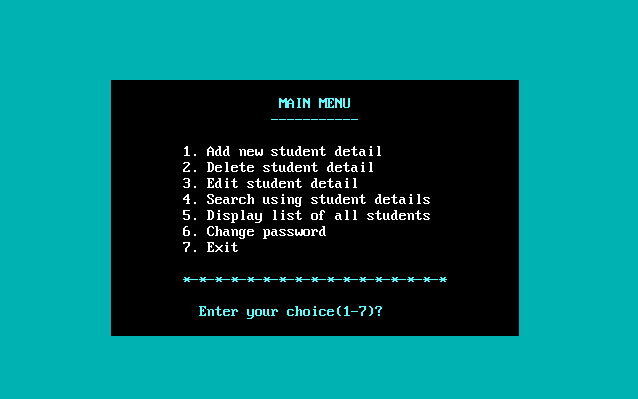 MAIN MENU
-----------
1. Add new student detail
2. Delete student detail
3. Edit student detail
4. Search using student details
5. Display list of all students
6. Change password
7. Exit
*-*-*-*-*-*-*-*-*-*-*-*-*-*-*-*-*
Enter your choice(1-7)?